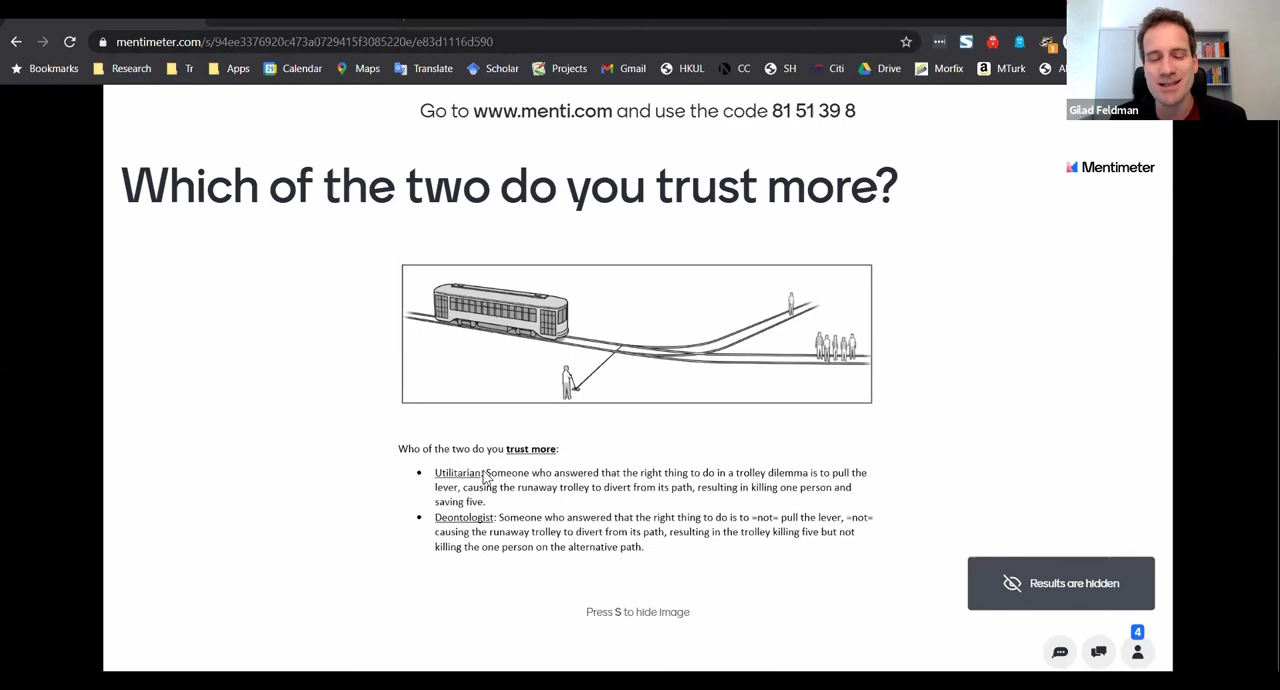 mentimeter.com/s/94ee3376920c473a0729415f3085220e/e83d1116d590
3
Bookmarks Research Tr Apps Calendar Maps Translate Scholar Projects Gmail HKUL CC SH Citi Drive Morfix MTurk
Gilad Feldman
Go to www.menti.com and use the code 81 51 39 8
Mentimeter
Which of the two do you trust more?
Who of the two do you trust more:
• Utilitarian: Someone who answered that the right thing to do in a trolley dilemma is to pull the
lever, causing the runaway trolley to divert from its path, resulting in killing one person and
saving five.
• Deontologist: Someone who answered that the right thing to do is to =not= pull the lever, =not=
causing the runaway trolley to divert from its path, resulting in the trolley killing five but not
killing the one person on the alternative path.
Results are hidden
Press S to hide image
4